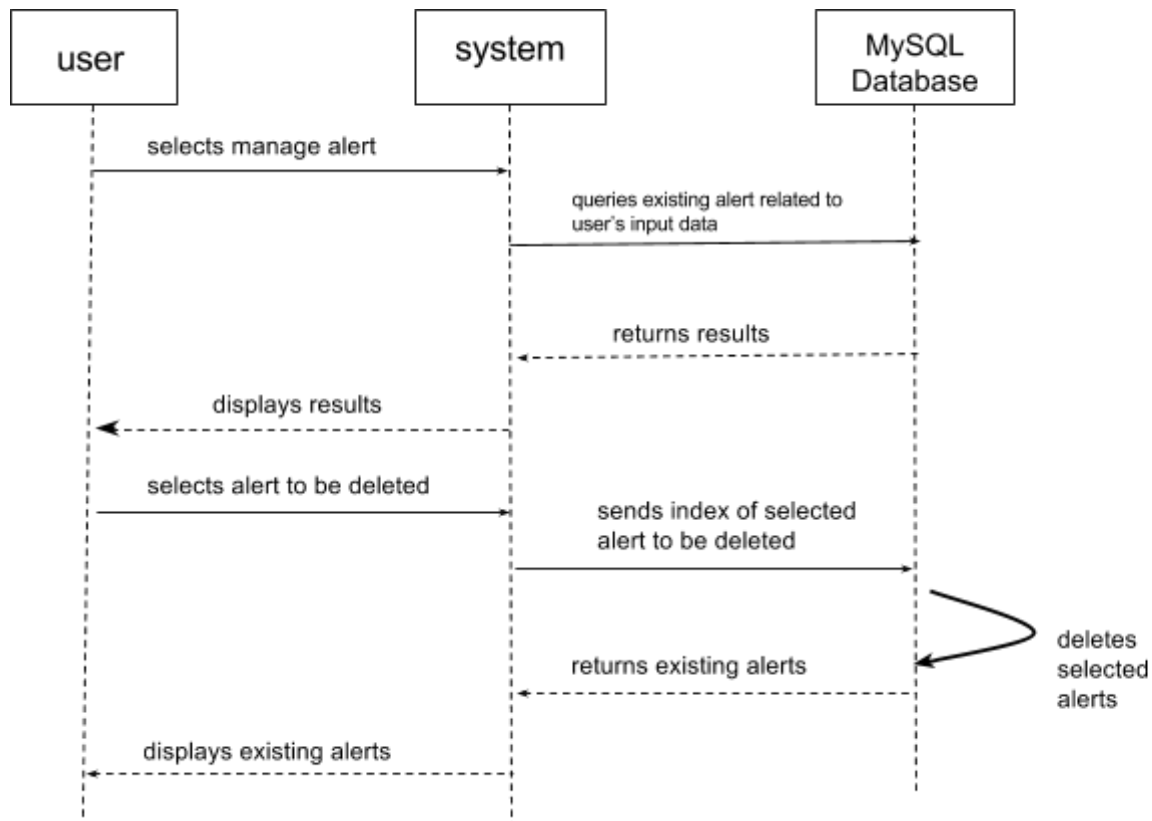 user
system
MySQL
Database
selects manage alert
queries existing alert related to
user's input data
returns results
displays results
selects alert to be deleted
sends index of selected
alert to be deleted
deletes
selected
alerts
returns existing alerts
displays existing alerts